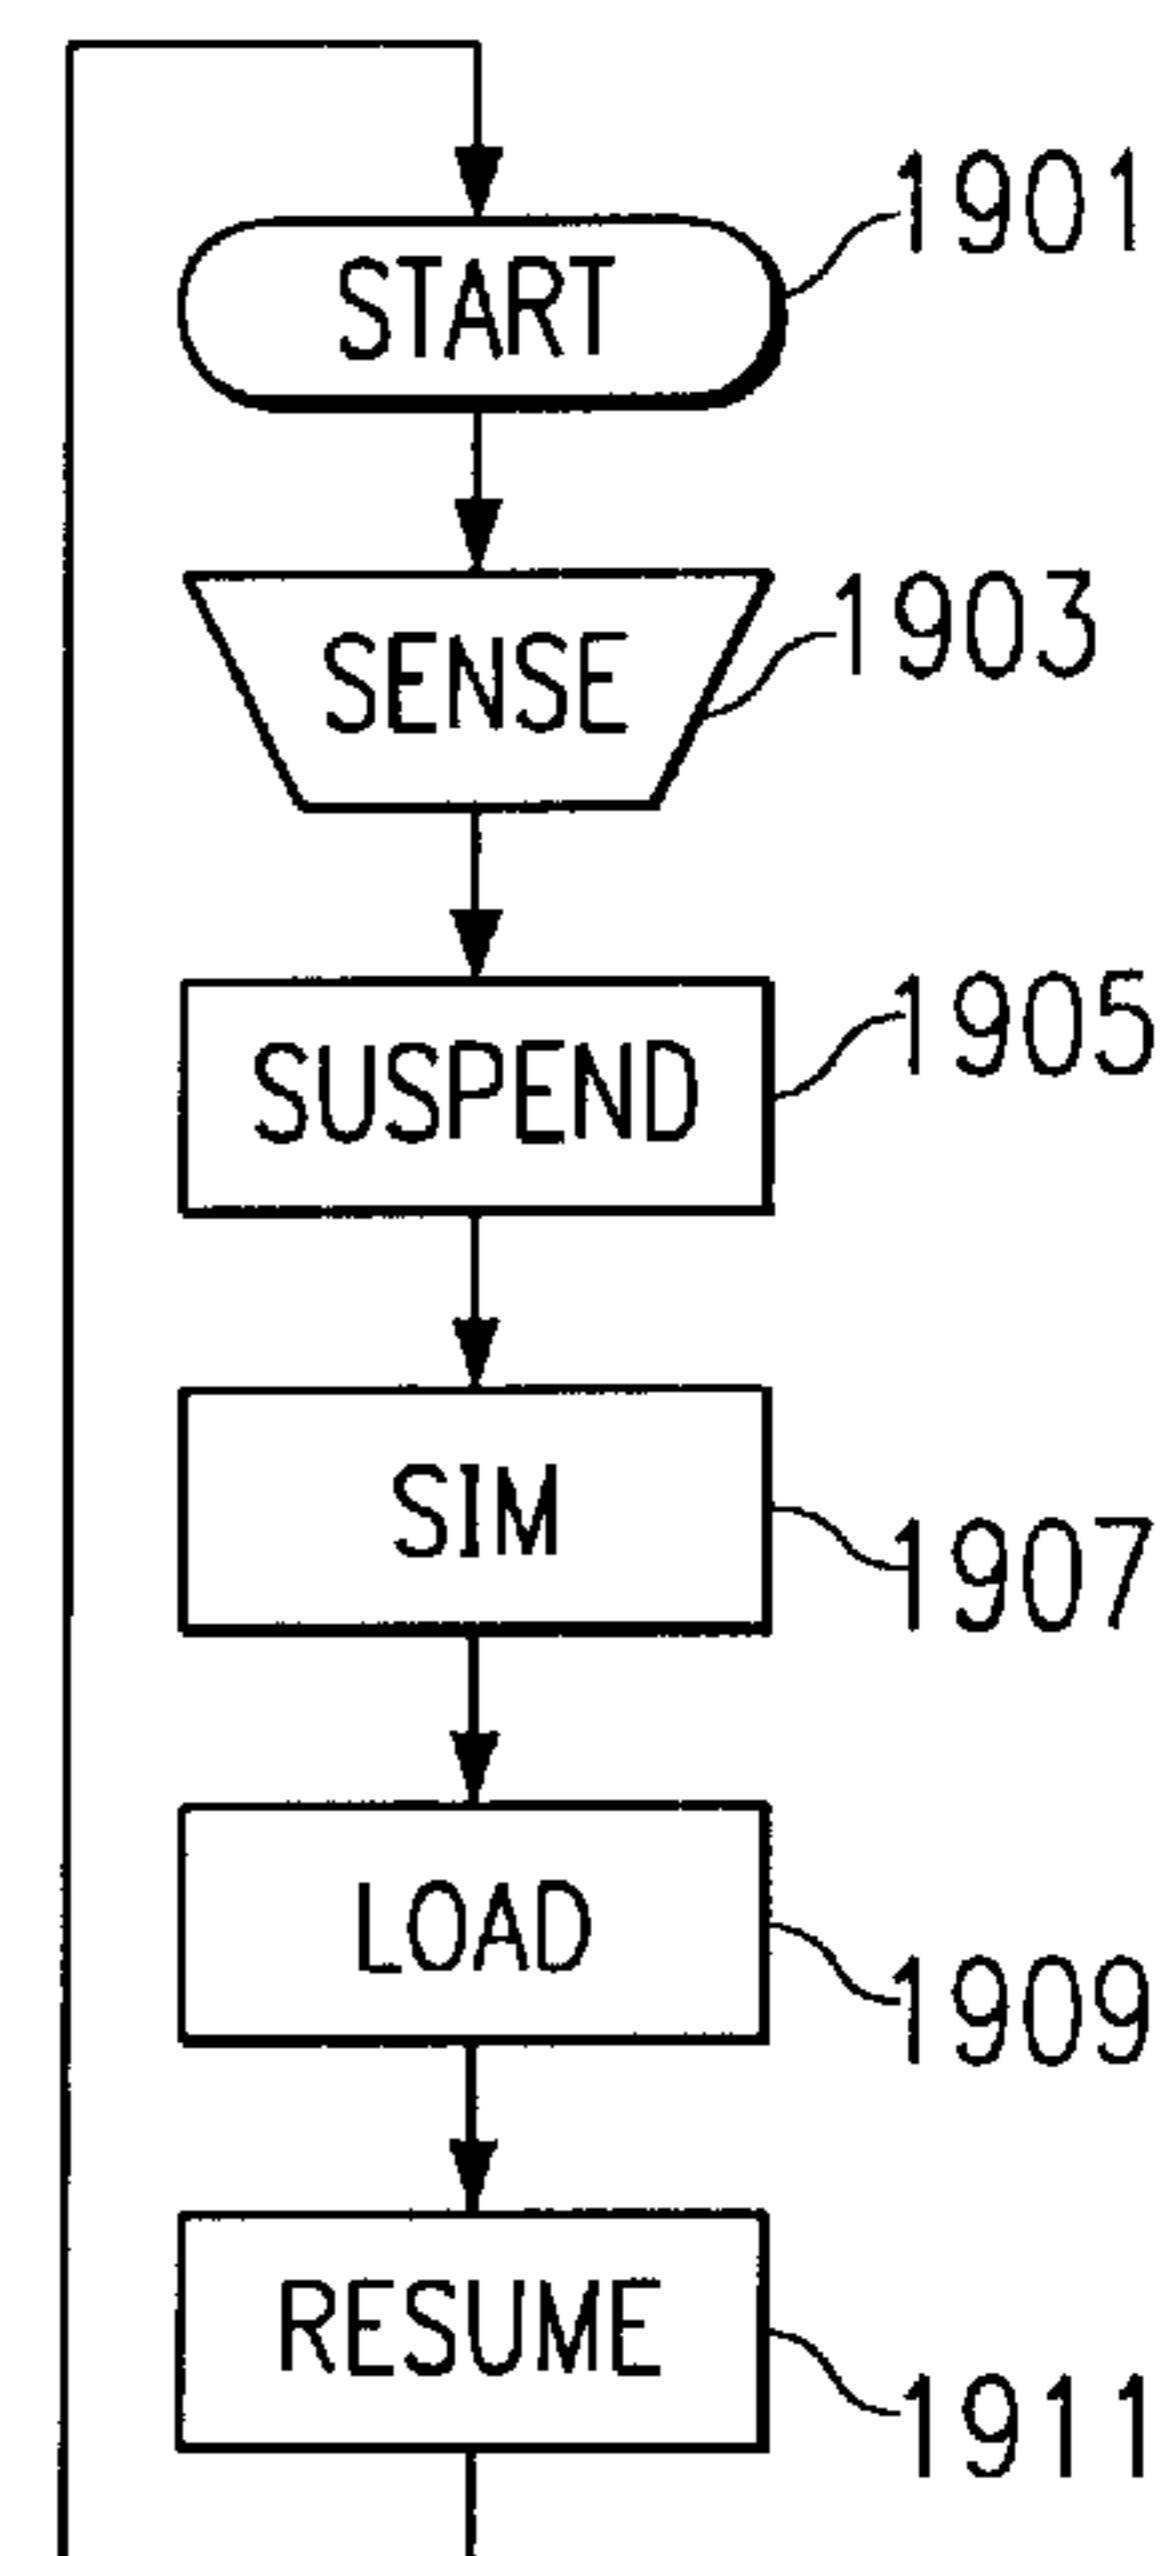 START
1901
SENSE
1903
SUSPEND
1905
SIM
1907
LOAD
1909
RESUME
1911